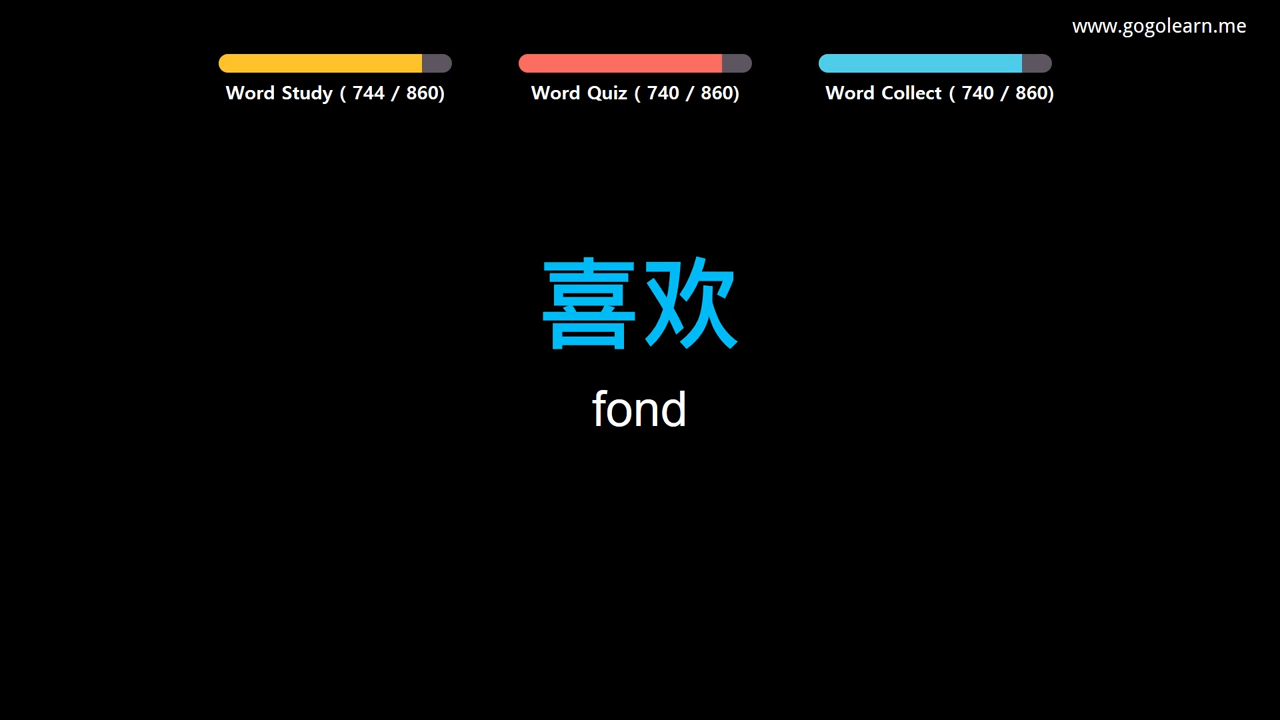 www.gogolearn.me
Word Study ( 744 / 860)
Word Quiz ( 740 / 860)
Word Collect ( 740 / 860)
喜欢
fond